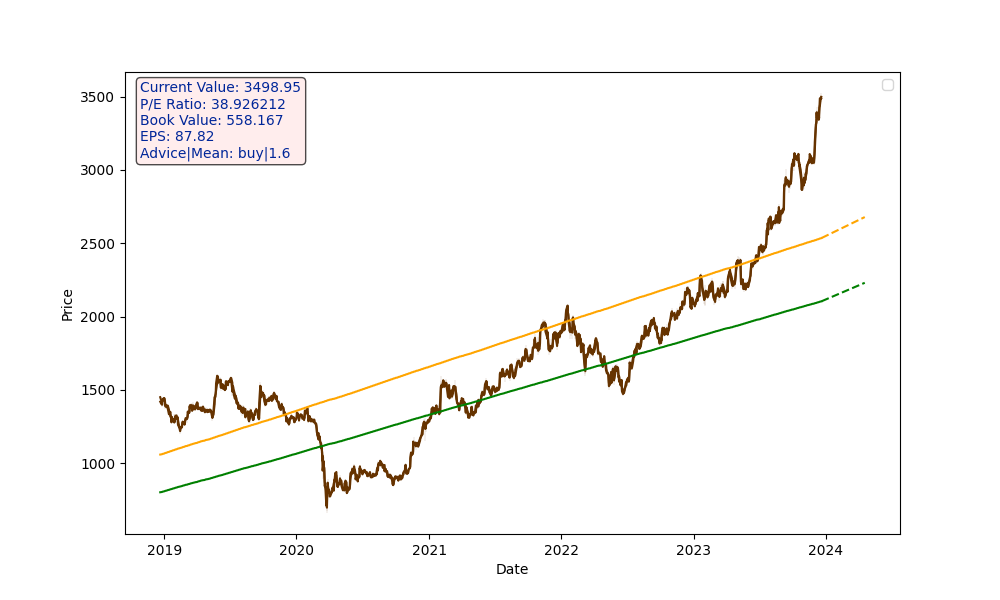 Current Value: 3498.95
P/E Ratio: 38.926212
Book Value: 558.167
EPS: 87.82
Advice|Mean: buy|1.6
3500
3000
2500
2000
1500
1000
Price
2019 2020 2021 2022 2023 2024
Date